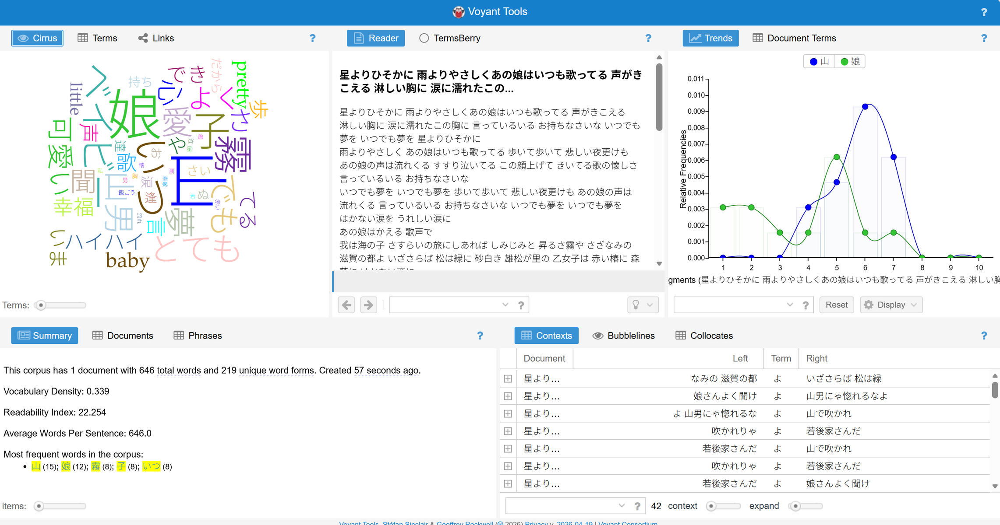 Voyant Tools
?
Cirrus Terms Links ?
Reader TermsBerry ?
Trends Document Terms ?
だから
pretty
でき
持ち
little
ベイビー
心
よく
歩
娘
愛
子
さり
可愛い
声
や
泣
旅
星
霧
達
お
いつ
歌
懐
私
雨
さい
聞
山
男
胸
涙
素敵
でも
飯ごう
逢
若
ぬ
赤い
てる
幸福
山男
流れ
言
夢
います
ハイハイ
baby
とても
Terms:
星よりひそかに 雨よりやさしくあの娘はいつも歌ってる 声がき
こえる 淋しい胸に 涙に濡れたこの...
星よりひそかに 雨よりやさしくあの娘はいつも歌ってる 声がきこえる
淋しい胸に 涙に濡れたこの胸に 言っているいる お持ちなさいな いつでも
夢を いつでも夢を 星よりひそかに
雨よりやさしく あの娘はいつも歌ってる 歩いて歩いて 悲しい夜更けも
あの娘の声は流れくる すすり泣いてる この顔上げて きいてる歌の懐しさ
言っているいる お持ちなさいな
いつでも夢を いつでも夢を 歩いて歩いて 悲しい夜更けも あの娘の声は
流れくる 言っているいる お持ちなさいな いつでも夢を いつでも夢を
はかない涙を うれしい涙に
あの娘はかえる 歌声で
我は海の子 さすらいの旅にしあれば しみじみと 昇るさ霧や さざなみの
滋賀の都よ いざさらば 松は緑に 砂白き 雄松が里の 乙女子は 赤い椿に 森
?
山 娘
0.011
0.010
0.009
0.008
0.007
0.006
0.005
0.004
0.003
0.002
0.001
0.000
Relative Frequencies
1 2 3 4 5 6 7 8 9 10
gments (星よりひそかに 雨よりやさしくあの娘はいつも歌ってる 声がきこえる 淋しい胸
? Reset Display
Summary Documents Phrases ?
This corpus has 1 document with 646 total words and 219 unique word forms. Created 57 seconds ago.
Vocabulary Density: 0.339
Readability Index: 22.254
Average Words Per Sentence: 646.0
Most frequent words in the corpus:
• 山 (15); 娘 (12); 霧 (8); 子 (8); いつ (8)
items:
Contexts Bubblelines Collocates ?
Document Left Term Right
星より... なみの 滋賀の都 よ いざさらば 松は緑
星より... 娘さんよく聞け よ 山男にゃ惚れるなよ
星より... よ 山男にゃ惚れるな よ 山で吹かれ
星より... 吹かれりゃ よ 若後家さんだ
星より... 若後家さんだ よ 山で吹かれ
星より... 吹かれりゃ よ 若後家さんだ
星より... 若後家さんだ よ 娘さんよく聞け
? 42 context expand
Voyant Tools, Stéfan Sinclair & Geoffrey Rockwell (2026) Privacy v. 2026-04-19 | Voyant Consortium